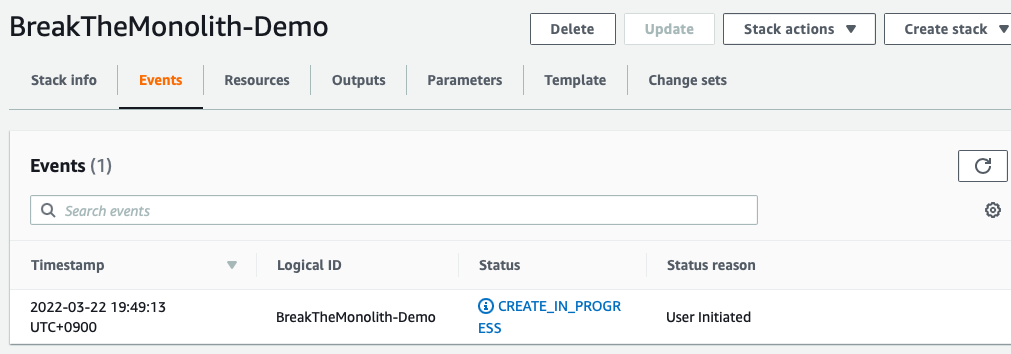 BreakTheMonolith-Demo
Delete Update Stack actions Create stack
Stack info Events Resources Outputs Parameters Template Change sets
Events (1)
Search events
Timestamp Logical ID Status Status reason
2022-03-22 19:49:13 UTC+0900 BreakTheMonolith-Demo CREATE_IN_PROGRESS User Initiated